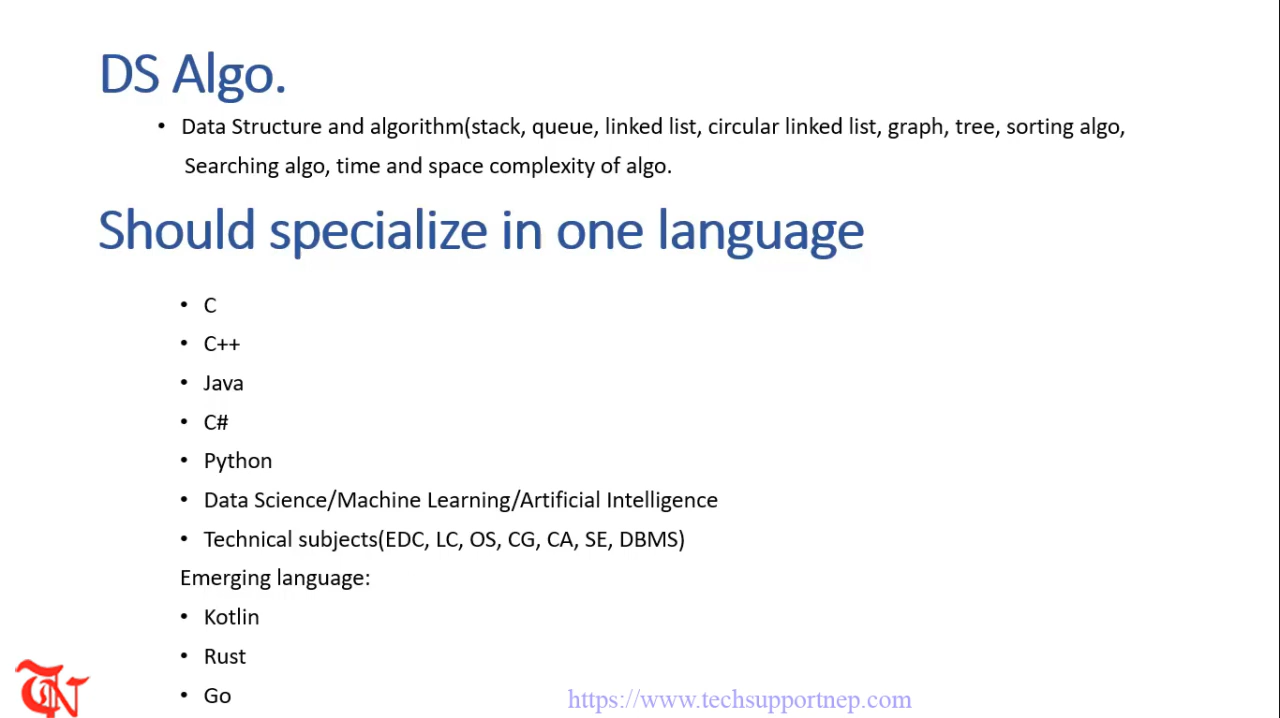 DS Algo.
• Data Structure and algorithm(stack, queue, linked list, circular linked list, graph, tree, sorting algo,
Searching algo, time and space complexity of algo.
Should specialize in one language
• C
• C++
• Java
• C#
• Python
• Data Science/Machine Learning/Artificial Intelligence
• Technical subjects(EDC, LC, OS, CG, CA, SE, DBMS)
Emerging language:
• Kotlin
• Rust
• Go
TN
https://www.techsupportnep.com